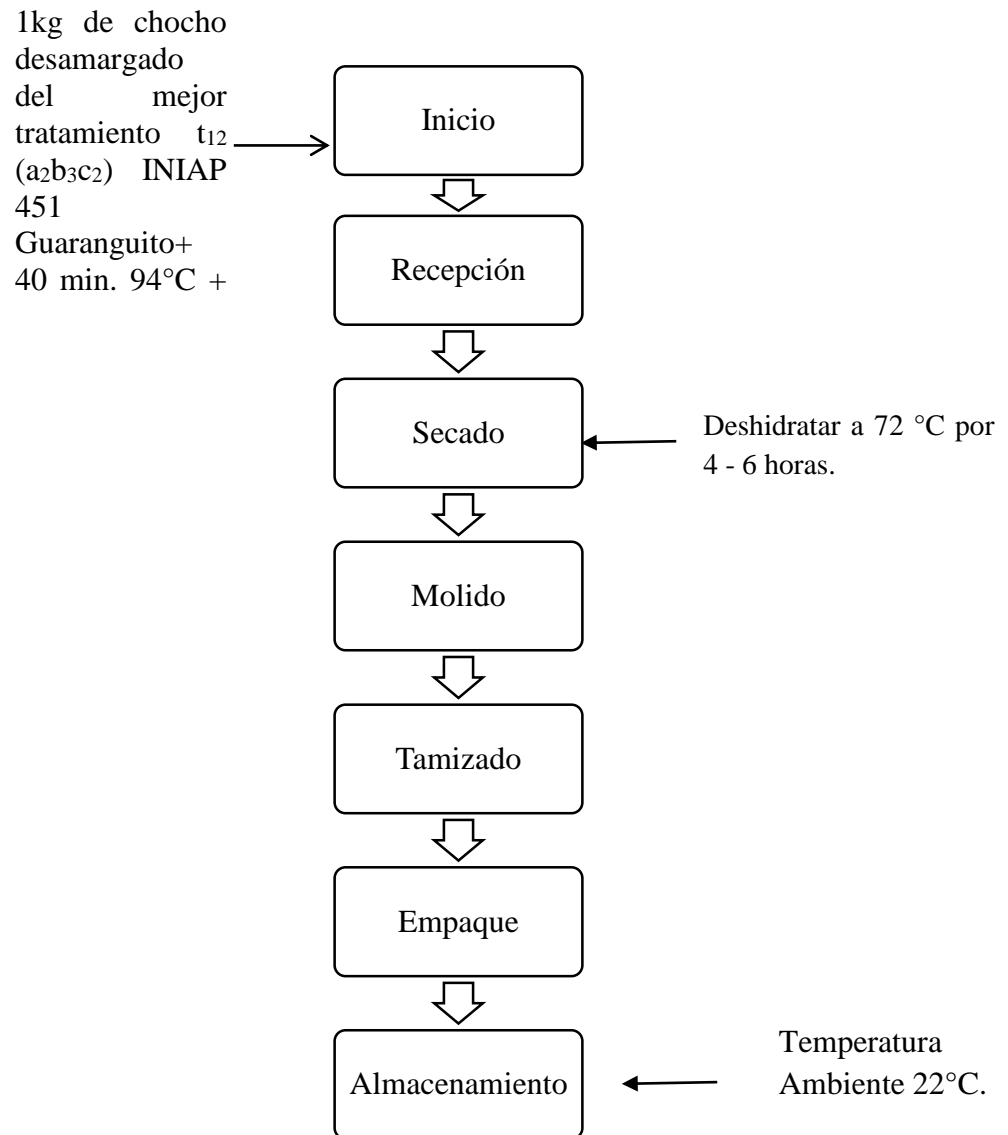 1kg de chocho
desamargado
del mejor
tratamiento t₁₂
(a₂b₃c₂) INIAP
451
Guaranguito+
40 min. 94°C +
Inicio
Recepción
Secado
Deshidratar a 72 °C por
4 - 6 horas.
Molido
Tamizado
Empaque
Almacenamiento
Temperatura
Ambiente 22°C.